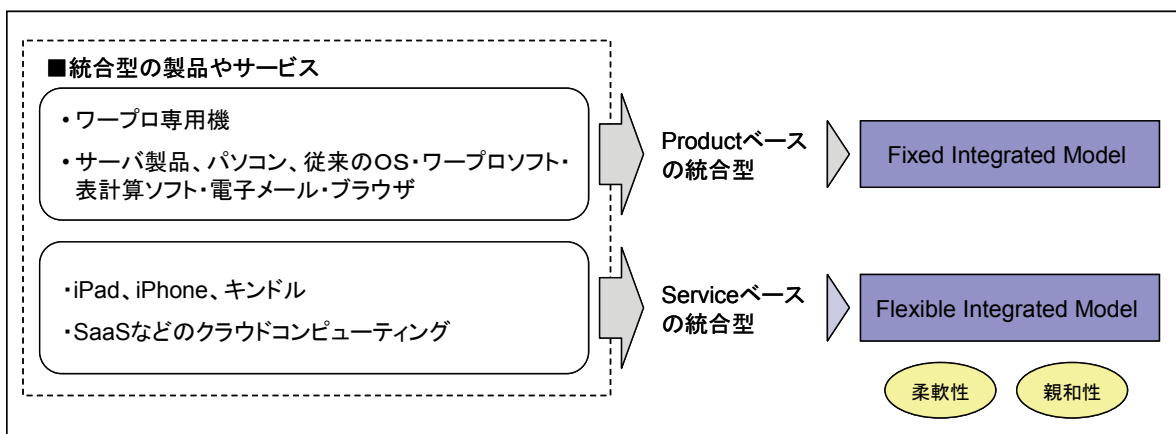 ■統合型の製品やサービス
• ワープロ専用機
• サーバ製品、パソコン、従来のＯＳ・ワープロソフト・
表計算ソフト・電子メール・ブラウザ
Productベース
の統合型
Fixed Integrated Model
・iPad、iPhone、キンドル
・SaaSなどのクラウドコンピューティング
Serviceベース
の統合型
Flexible Integrated Model
柔軟性
親和性